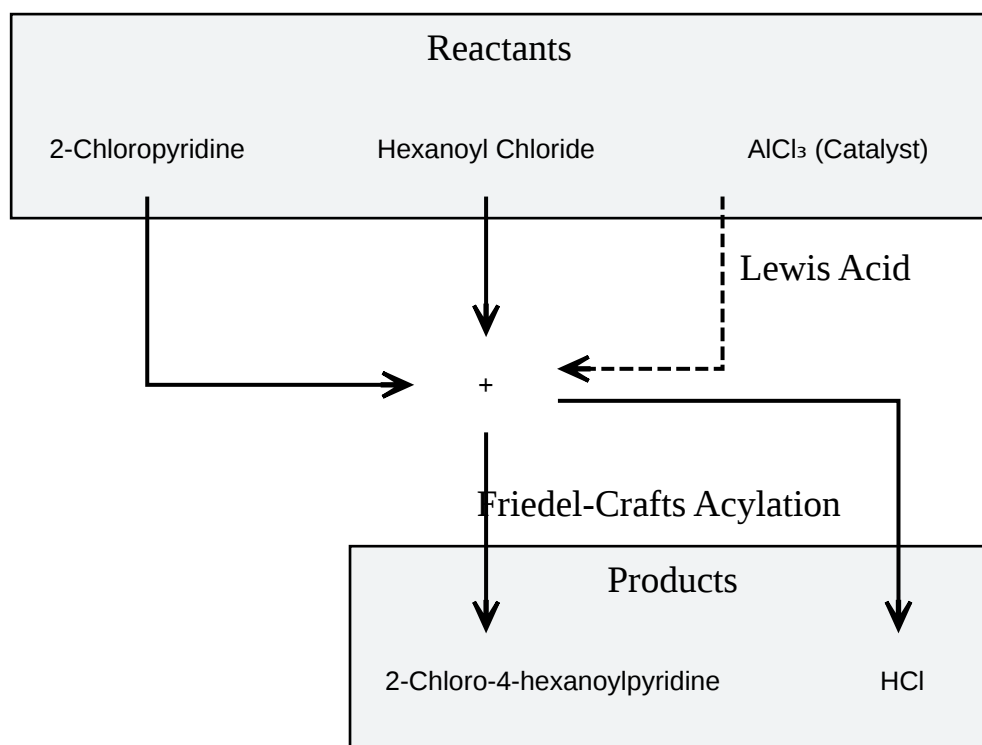 Reactants
2-Chloropyridine Hexanoyl Chloride AlCl₃ (Catalyst)
Lewis Acid
+
Friedel-Crafts Acylation
Products
2-Chloro-4-hexanoylpyridine HCl